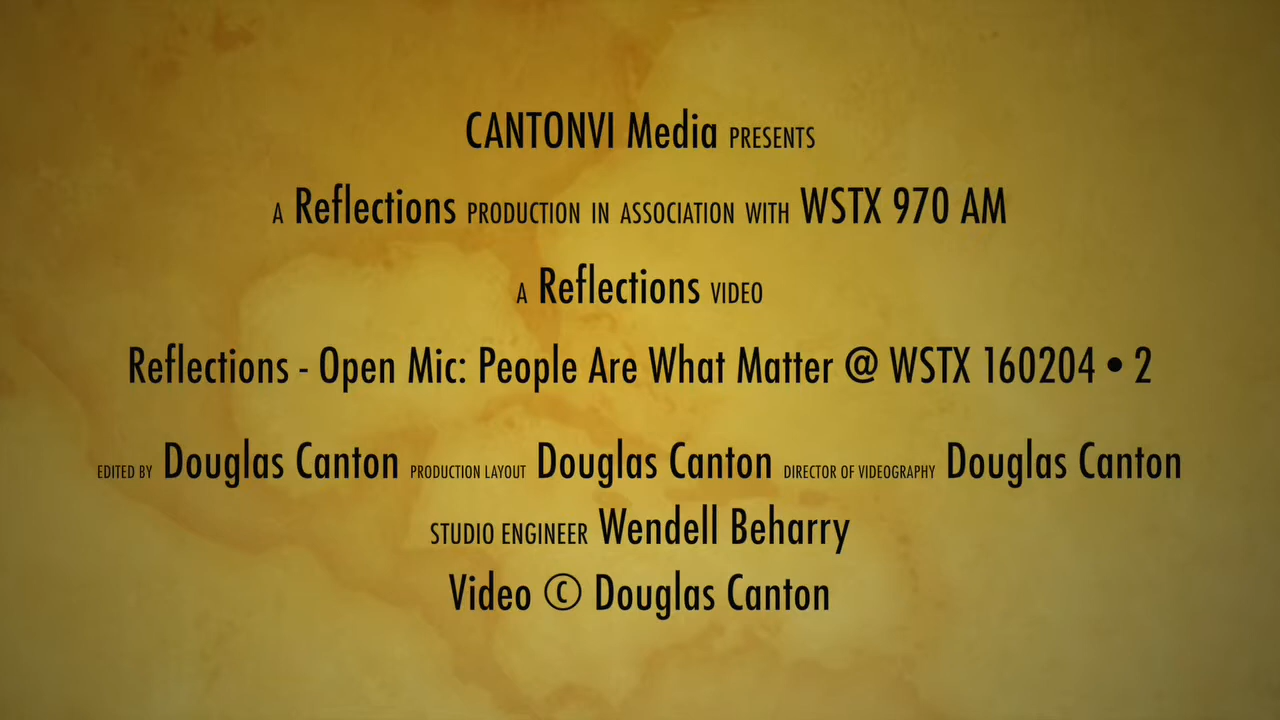 CANTONVI Media PRESENTS
A Reflections PRODUCTION IN ASSOCIATION WITH WSTX 970 AM
A Reflections VIDEO
Reflections - Open Mic: People Are What Matter @ WSTX 160204 • 2
EDITED BY Douglas Canton PRODUCTION LAYOUT Douglas Canton DIRECTOR OF VIDEOGRAPHY Douglas Canton
STUDIO ENGINEER Wendell Beharry
Video © Douglas Canton